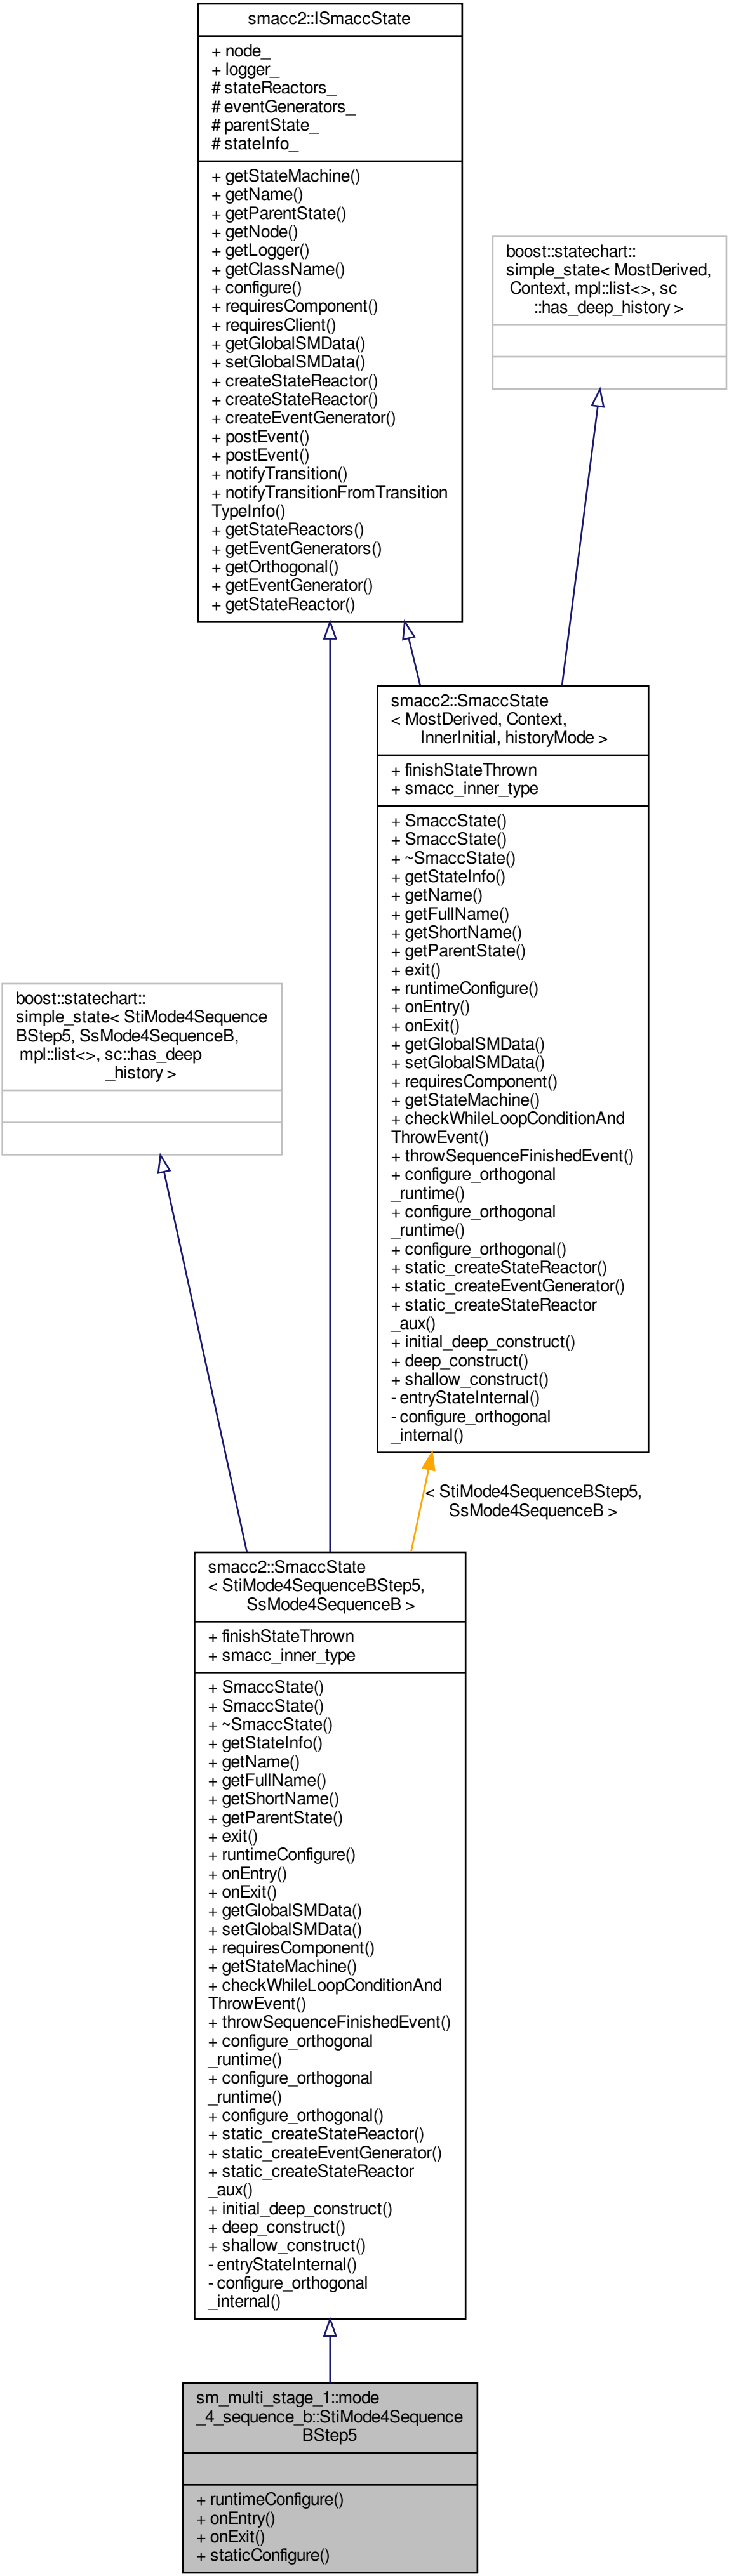 smacc2::ISmaccState
+ node_
+ logger_
# stateReactors_
# eventGenerators_
# parentState_
# stateInfo_
+ getStateMachine()
+ getName()
+ getParentState()
+ getNode()
+ getLogger()
+ getClassName()
+ configure()
+ requiresComponent()
+ requiresClient()
+ getGlobalSMData()
+ setGlobalSMData()
+ createStateReactor()
+ createStateReactor()
+ createEventGenerator()
+ postEvent()
+ postEvent()
+ notifyTransition()
+ notifyTransitionFromTransition
TypeInfo()
+ getStateReactors()
+ getEventGenerators()
+ getOrthogonal()
+ getEventGenerator()
+ getStateReactor()
boost::statechart::
simple_state< MostDerived,
Context, mpl::list<>, sc
::has_deep_history >
smacc2::SmaccState
< MostDerived, Context,
InnerInitial, historyMode >
+ finishStateThrown
+ smacc_inner_type
+ SmaccState()
+ SmaccState()
+ ~SmaccState()
+ getStateInfo()
+ getName()
+ getFullName()
+ getShortName()
+ getParentState()
+ exit()
+ runtimeConfigure()
+ onEntry()
+ onExit()
+ getGlobalSMData()
+ setGlobalSMData()
+ requiresComponent()
+ getStateMachine()
+ checkWhileLoopConditionAnd
ThrowEvent()
+ throwSequenceFinishedEvent()
+ configure_orthogonal
_runtime()
+ configure_orthogonal
_runtime()
+ configure_orthogonal()
+ static_createStateReactor()
+ static_createEventGenerator()
+ static_createStateReactor
_aux()
+ initial_deep_construct()
+ deep_construct()
+ shallow_construct()
- entryStateInternal()
- configure_orthogonal
_internal()
boost::statechart::
simple_state< StiMode4Sequence
BStep5, SsMode4SequenceB,
mpl::list<>, sc::has_deep
_history >
< StiMode4SequenceBStep5,
SsMode4SequenceB >
smacc2::SmaccState
< StiMode4SequenceBStep5,
SsMode4SequenceB >
+ finishStateThrown
+ smacc_inner_type
+ SmaccState()
+ SmaccState()
+ ~SmaccState()
+ getStateInfo()
+ getName()
+ getFullName()
+ getShortName()
+ getParentState()
+ exit()
+ runtimeConfigure()
+ onEntry()
+ onExit()
+ getGlobalSMData()
+ setGlobalSMData()
+ requiresComponent()
+ getStateMachine()
+ checkWhileLoopConditionAnd
ThrowEvent()
+ throwSequenceFinishedEvent()
+ configure_orthogonal
_runtime()
+ configure_orthogonal
_runtime()
+ configure_orthogonal()
+ static_createStateReactor()
+ static_createEventGenerator()
+ static_createStateReactor
_aux()
+ initial_deep_construct()
+ deep_construct()
+ shallow_construct()
- entryStateInternal()
- configure_orthogonal
_internal()
sm_multi_stage_1::mode
_4_sequence_b::StiMode4Sequence
BStep5
+ runtimeConfigure()
+ onEntry()
+ onExit()
+ staticConfigure()